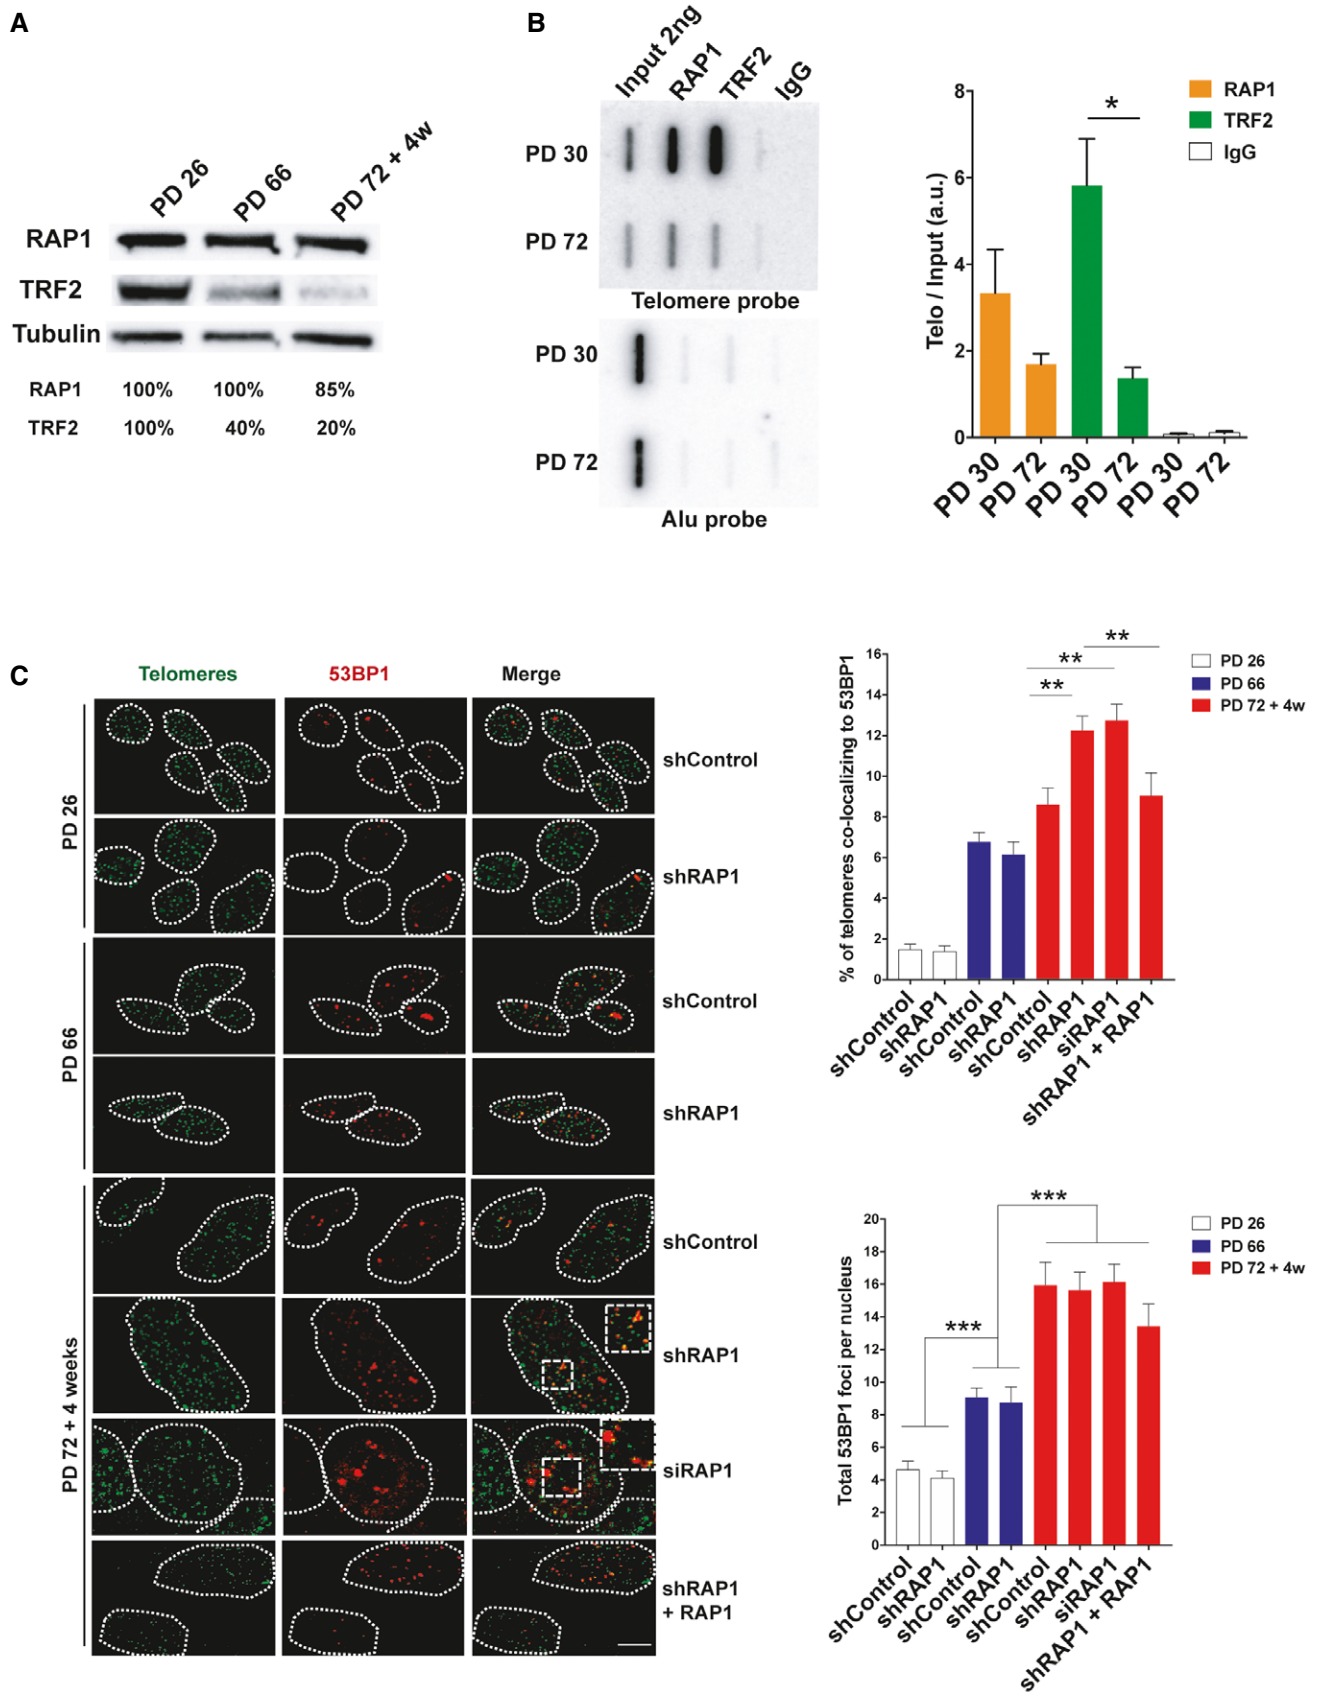 A
PD 26
PD 66
PD 72 + 4w
RAP1
TRF2
Tubulin
RAP1 100% 100% 85%
TRF2 100% 40% 20%
B
Input 2ng
RAP1
TRF2
IgG
PD 30
PD 72
Telomere probe
PD 30
PD 72
Alu probe
Telo / Input (a.u.)
8
6
4
2
0
*
RAP1
TRF2
IgG
PD 30
PD 72
PD 30
PD 72
PD 30
PD 72
C
Telomeres 53BP1 Merge
PD 26
shControl
shRAP1
PD 66
shControl
shRAP1
PD 72 + 4 weeks
shControl
shRAP1
siRAP1
shRAP1
+ RAP1
% of telomeres co-localizing to 53BP1
16
14
12
10
8
6
4
2
0
**
**
**
PD 26
PD 66
PD 72 + 4w
shControl
shRAP1
shControl
shRAP1
shControl
shRAP1
siRAP1
shRAP1 + RAP1
Total 53BP1 foci per nucleus
20
18
16
14
12
10
8
6
4
2
0
***
***
PD 26
PD 66
PD 72 + 4w
shControl
shRAP1
shControl
shRAP1
shControl
shRAP1
siRAP1
shRAP1 + RAP1